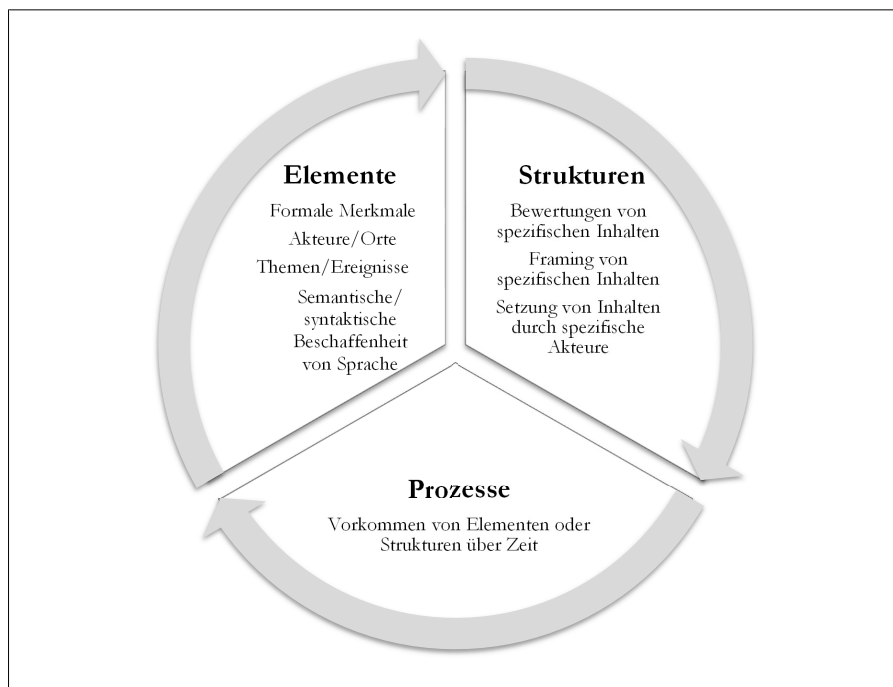 Elemente
Formale Merkmale
Akteure/Orte
Themen/Ereignisse
Semantische/
syntaktische
Beschaffenheit
von Sprache
Strukturen
Bewertungen von
spezifischen Inhalten
Framing von
spezifischen Inhalten
Setzung von Inhalten
durch spezifische
Akteure
Prozesse
Vorkommen von Elementen oder
Strukturen über Zeit